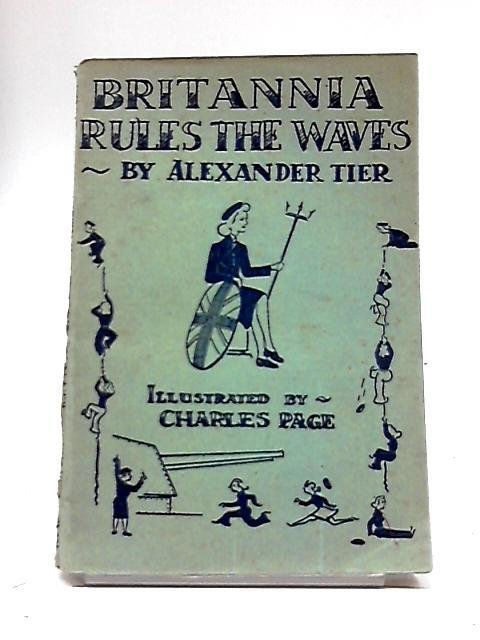 BRITANNIA
RULES THE WAVES
~ BY ALEXANDER TIER
ILLUSTRATED BY ~
CHARLES PAGE